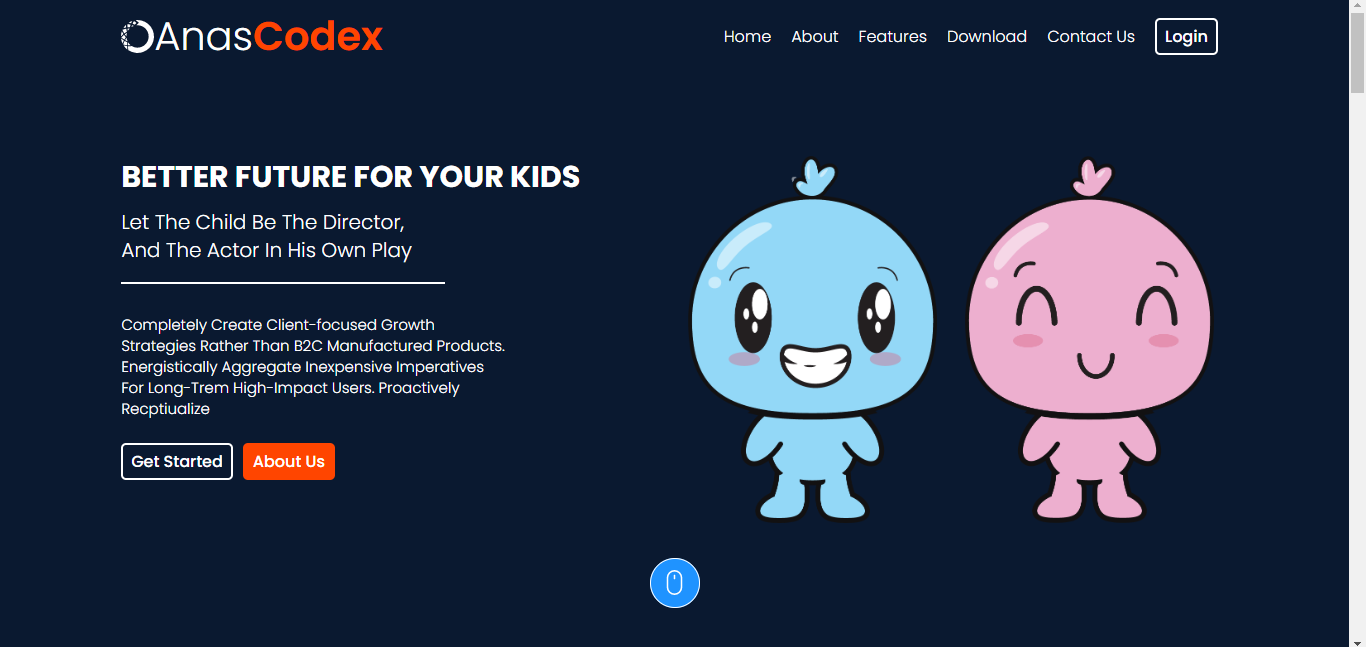 AnasCodex
Home About Features Download Contact Us Login
BETTER FUTURE FOR YOUR KIDS
Let The Child Be The Director,
And The Actor In His Own Play
Completely Create Client-focused Growth
Strategies Rather Than B2C Manufactured Products.
Energistically Aggregate Inexpensive Imperatives
For Long-Trem High-Impact Users. Proactively
Recptiualize
Get Started About Us